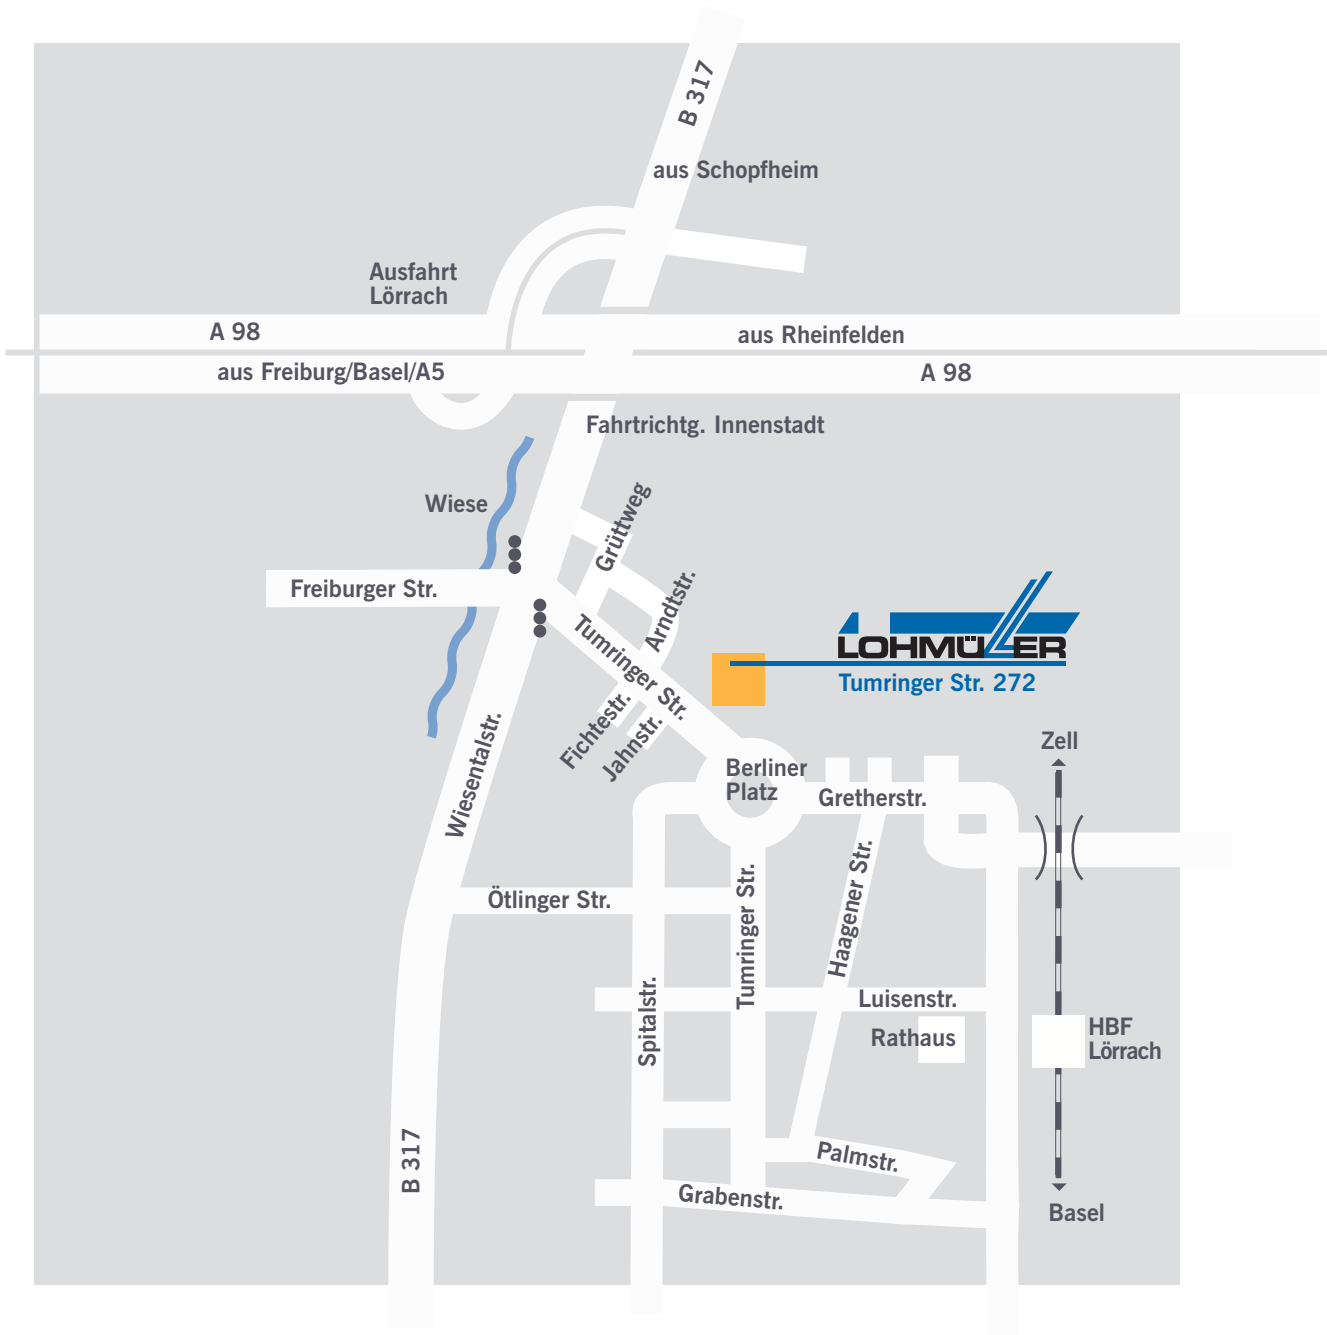 B 317
aus Schopfheim
Ausfahrt
Lörrach
A 98
aus Rheinfelden
aus Freiburg/Basel/A5
A 98
Fahrtrichtg. Innenstadt
Wiese
Grüttweg
Freiburger Str.
Arndtstr.
Tumringer Str.
LOHMÜLLER
Tumringer Str. 272
Fichtestr.
Jahnstr.
Wiesentalstr.
Zell
Berliner
Platz
Gretherstr.
Haagener Str.
Ötlinger Str.
Tumringer Str.
Spitalstr.
Luisenstr.
Rathaus
HBF
Lörrach
B 317
Palmstr.
Grabenstr.
Basel